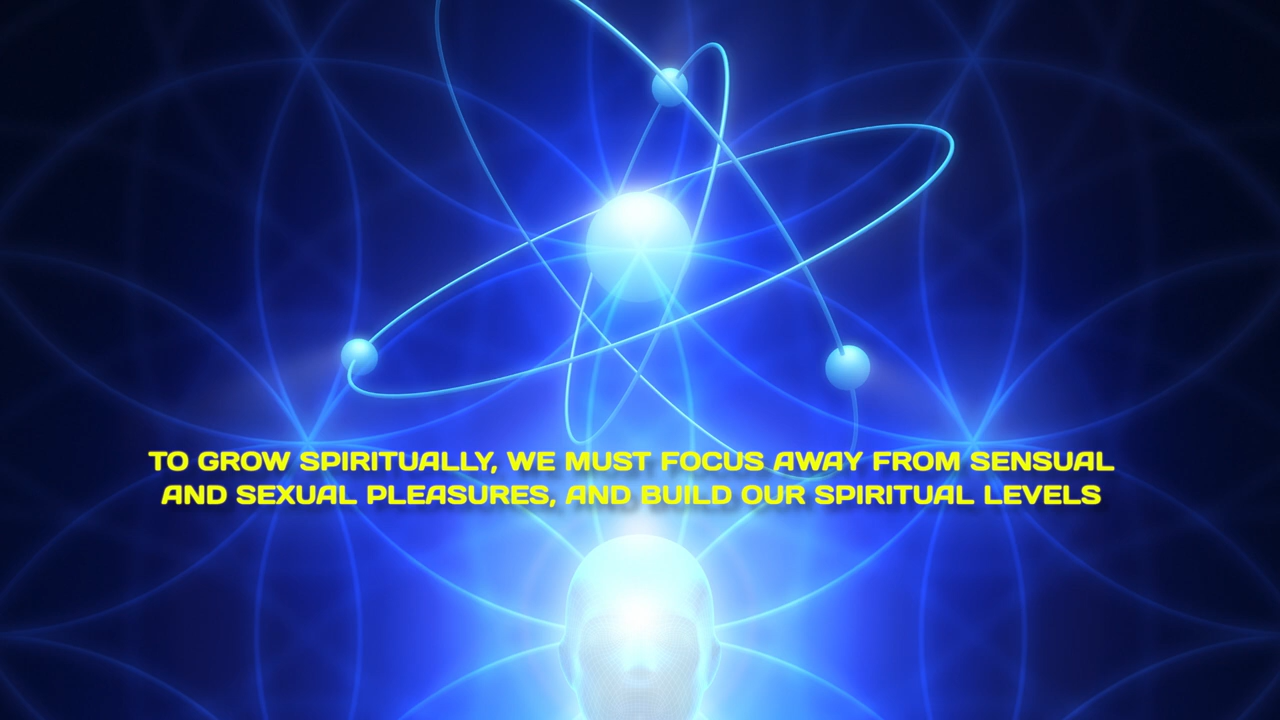 TO GROW SPIRITUALLY, WE MUST FOCUS AWAY FROM SENSUAL
AND SEXUAL PLEASURES, AND BUILD OUR SPIRITUAL LEVELS